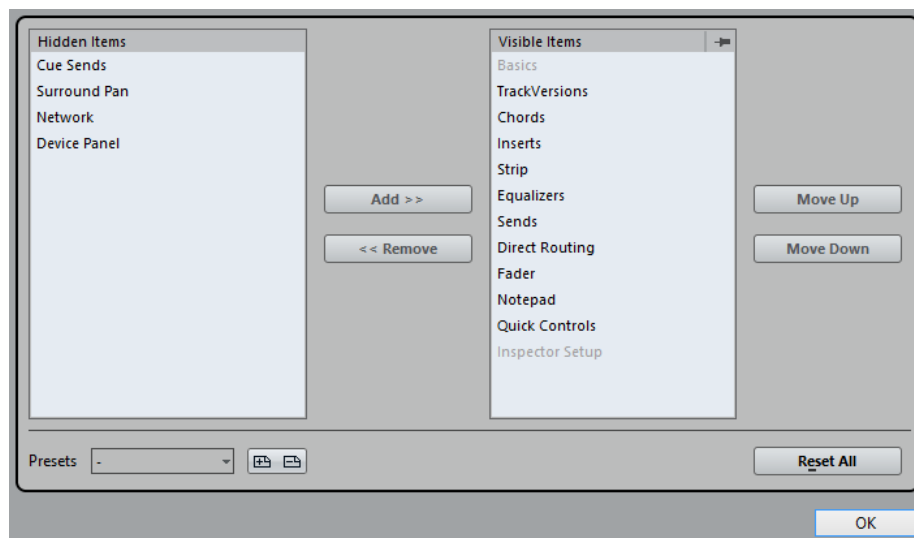 Hidden Items
Cue Sends
Surround Pan
Network
Device Panel
Add >>
<< Remove
Visible Items
Basics
TrackVersions
Chords
Inserts
Strip
Equalizers
Sends
Direct Routing
Fader
Notepad
Quick Controls
Inspector Setup
Move Up
Move Down
Presets -
Reset All
OK